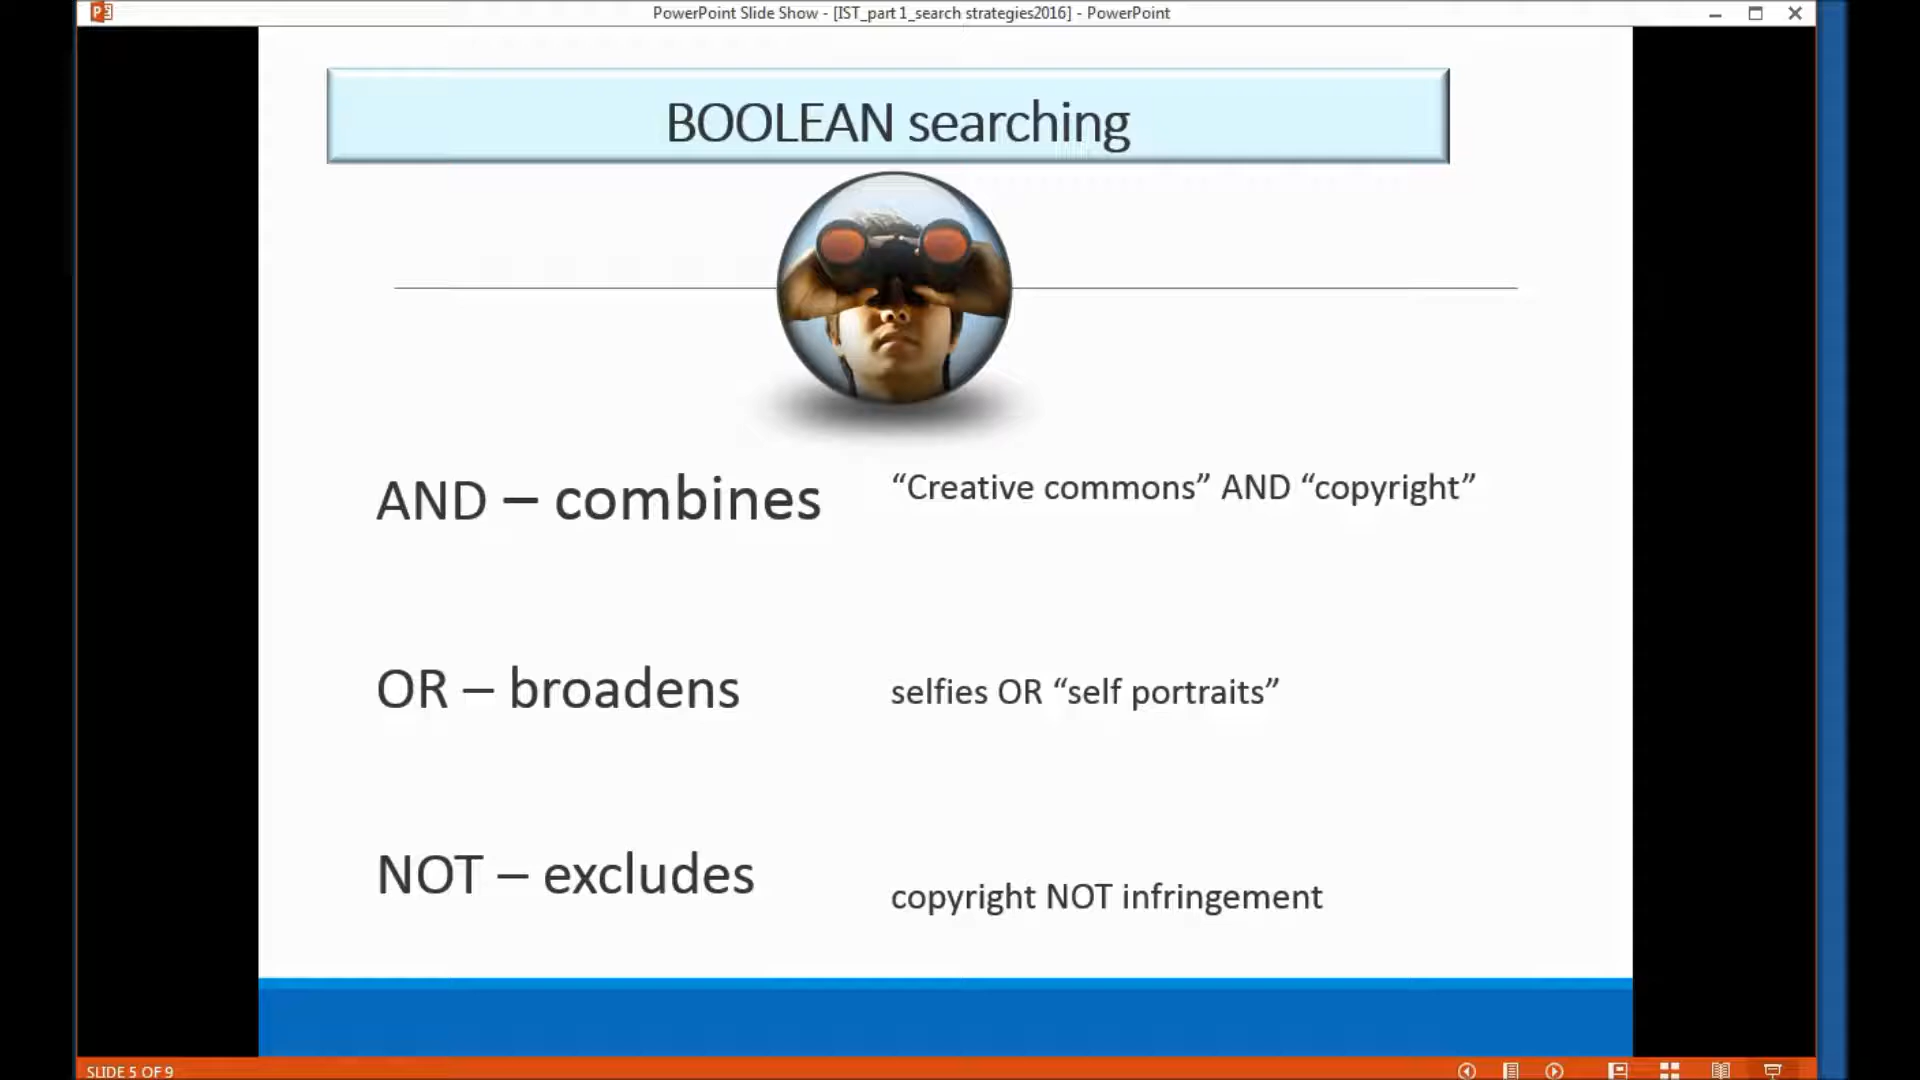 PowerPoint Slide Show - [IST_part 1_search strategies2016] - PowerPoint
BOOLEAN searching
AND – combines
“Creative commons” AND “copyright”
OR – broadens
selfies OR “self portraits”
NOT – excludes
copyright NOT infringement
SLIDE 5 OF 9